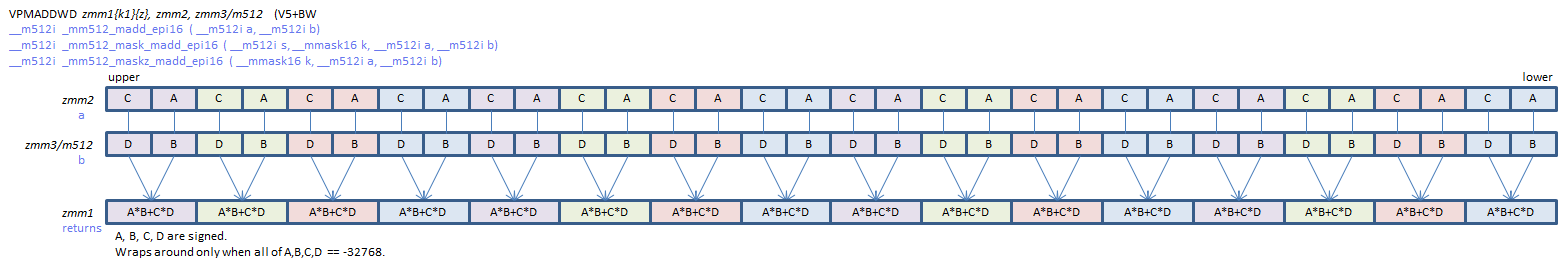 VPMADDWD zmm1{k1}{z}, zmm2, zmm3/m512 (V5+BW
__m512i _mm512_madd_epi16 ( __m512i a, __m512i b)
__m512i _mm512_mask_madd_epi16 ( __m512i s, __mmask16 k, __m512i a, __m512i b)
__m512i _mm512_maskz_madd_epi16 ( __mmask16 k, __m512i a, __m512i b)
upper lower
zmm2 C A C A C A C A C A C A C A C A C A C A C A C A C A C A C A C A
a
zmm3/m512 D B D B D B D B D B D B D B D B D B D B D B D B D B D B D B D B
b
zmm1 A*B+C*D A*B+C*D A*B+C*D A*B+C*D A*B+C*D A*B+C*D A*B+C*D A*B+C*D A*B+C*D A*B+C*D A*B+C*D A*B+C*D A*B+C*D A*B+C*D A*B+C*D A*B+C*D
returns
A, B, C, D are signed.
Wraps around only when all of A,B,C,D == -32768.